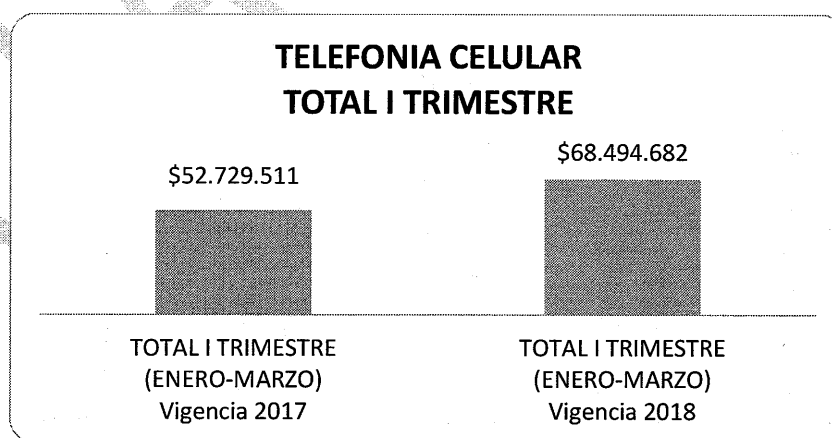 TELEFONIA CELULAR
TOTAL I TRIMESTRE
$68.494.682
$52.729.511
TOTAL I TRIMESTRE
(ENERO-MARZO)
Vigencia 2017
TOTAL I TRIMESTRE
(ENERO-MARZO)
Vigencia 2018